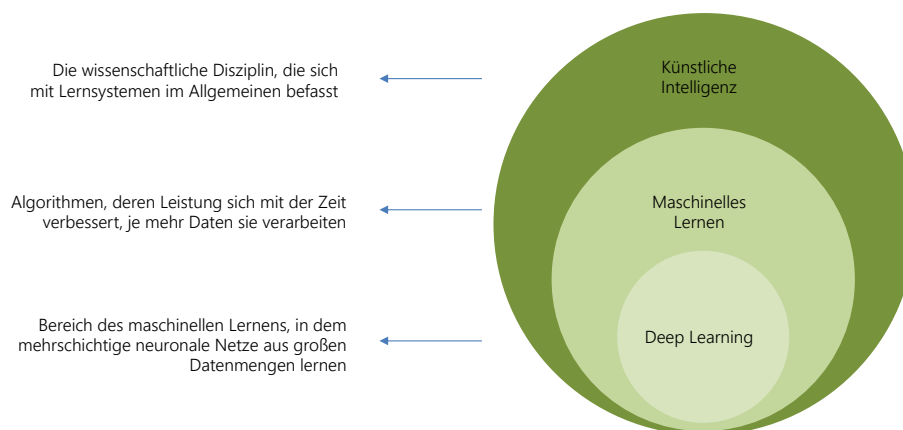 Die wissenschaftliche Disziplin, die sich
mit Lernsystemen im Allgemeinen befasst
Künstliche
Intelligenz
Algorithmen, deren Leistung sich mit der Zeit
verbessert, je mehr Daten sie verarbeiten
Maschinelles
Lernen
Bereich des maschinellen Lernens, in dem
mehrschichtige neuronale Netze aus großen
Datenmengen lernen
Deep Learning